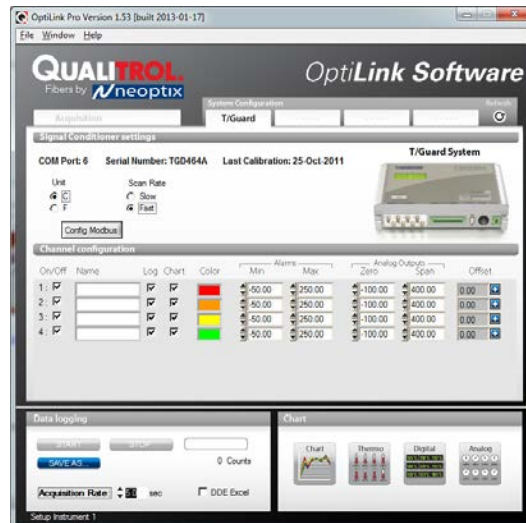 OptiLink Pro Version 1.53 [built 2013-01-17]
File Window Help
QUALITROL.
Fibers by neoptix
OptiLink Software
System Configuration
Refresh
Acquisition
T/Guard
Signal Conditioner settings
COM Port: 6 Serial Number: TGD464A Last Calibration: 25-Oct-2011
T/Guard System
Unit Scan Rate
C Slow
F Fast
Config Modbus
Channel configuration
Alarms Analog Outputs
On/Off Name Log Chart Color Min Max Zero Span Offset
1: -50.00 250.00 -100.00 400.00 0.00
2: -50.00 250.00 -100.00 400.00 0.00
3: -50.00 250.00 -100.00 400.00 0.00
4: -50.00 250.00 -100.00 400.00 0.00
Data logging Chart
START STOP
SAVE AS... 0 Counts
Chart Thermo Digital Analog
Acquisition Rate sec DDE Excel
Setup Instrument 1